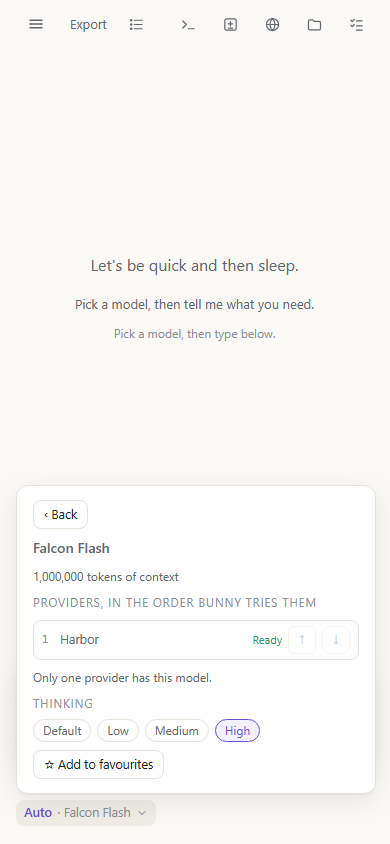 Export
Let's be quick and then sleep.
Pick a model, then tell me what you need.
Pick a model, then type below.
‹ Back
Falcon Flash
1,000,000 tokens of context
PROVIDERS, IN THE ORDER BUNNY TRIES THEM
1 Harbor Ready ↑ ↓
Only one provider has this model.
THINKING
Default Low Medium High
☆ Add to favourites
Auto · Falcon Flash